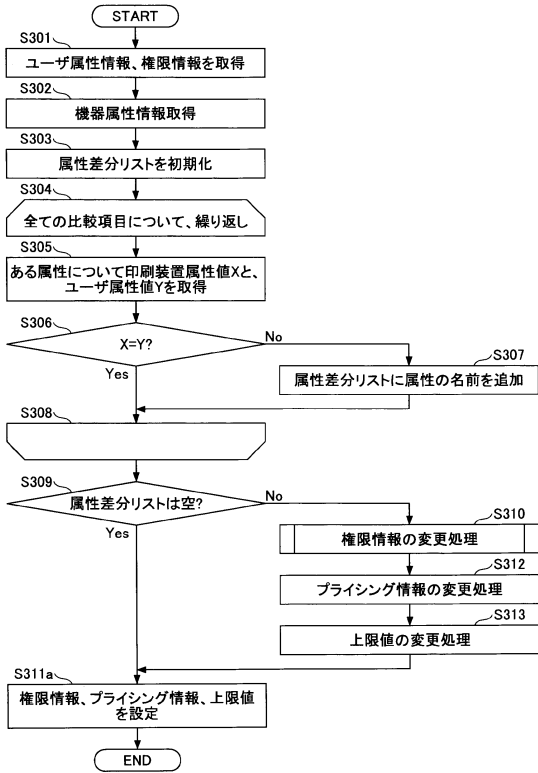 START
S301
ユーザ属性情報、権限情報を取得
S302
機器属性情報取得
S303
属性差分リストを初期化
S304
全ての比較項目について、繰り返し
S305
ある属性について印刷装置属性値Xと、
ユーザ属性値Yを取得
S306
X=Y?
No
Yes
S307
属性差分リストに属性の名前を追加
S308
S309
属性差分リストは空?
No
Yes
S310
権限情報の変更処理
S312
プライシング情報の変更処理
S313
上限値の変更処理
S311a
権限情報、プライシング情報、上限値
を設定
END